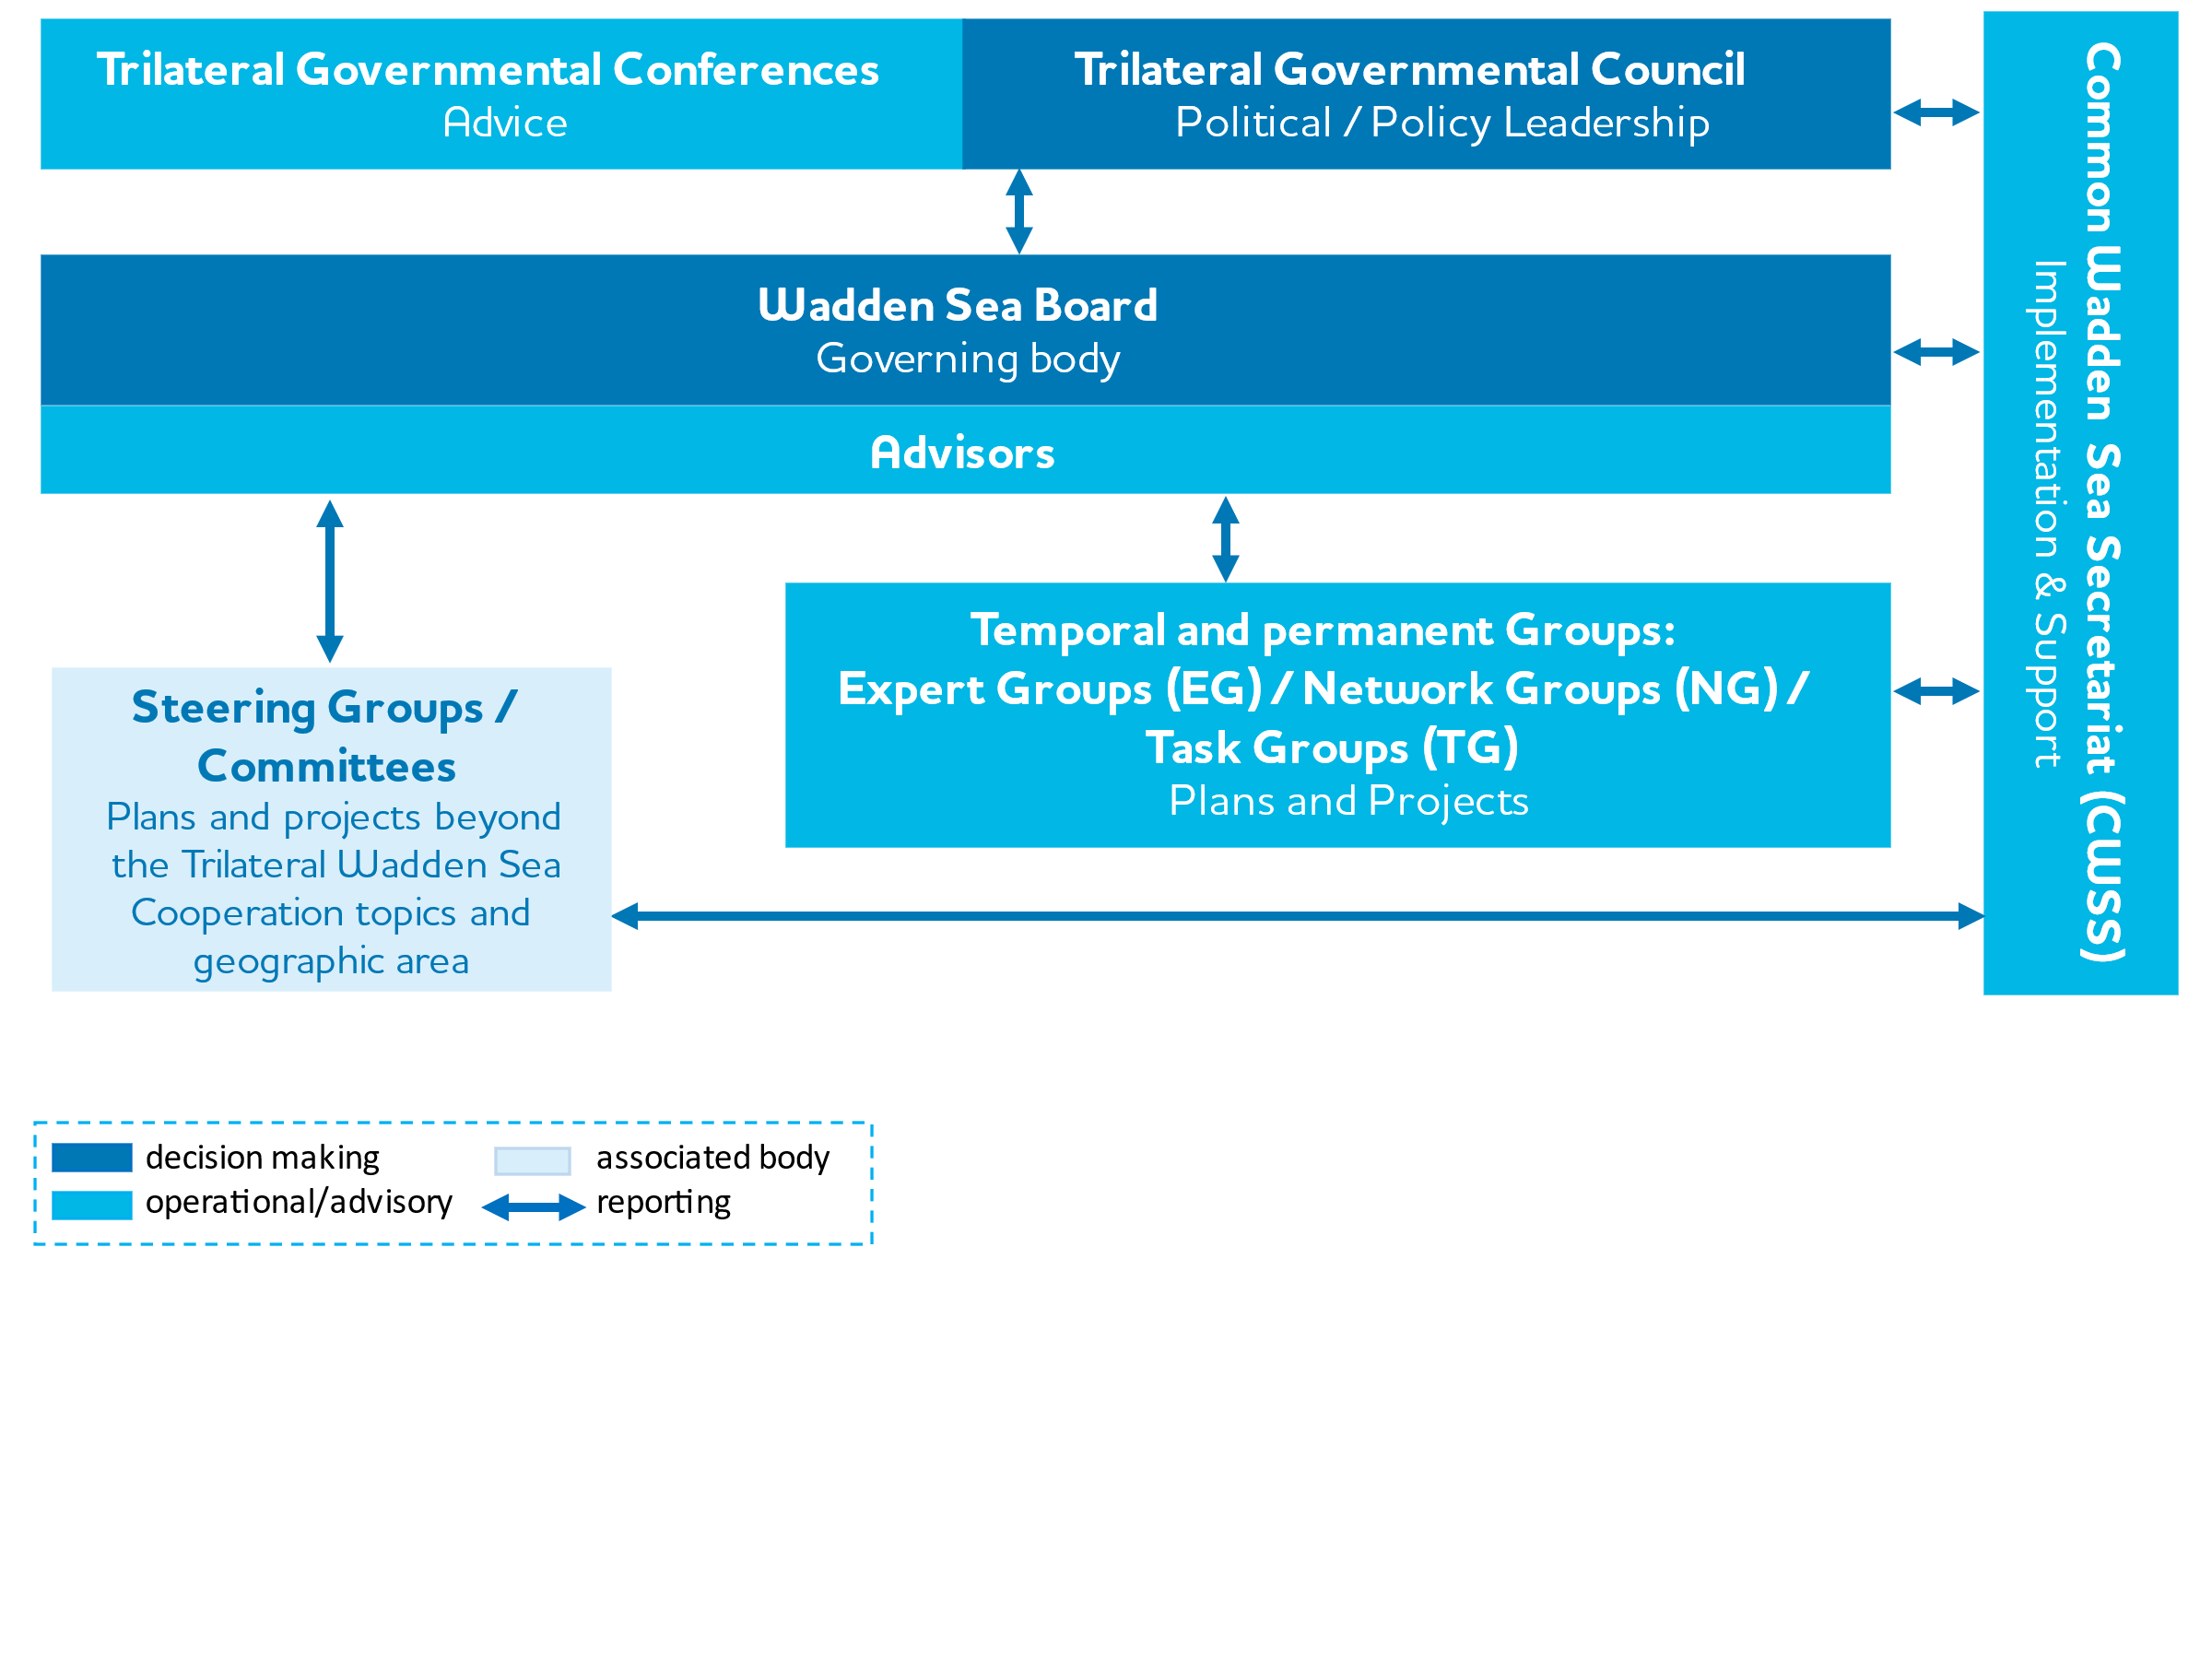 Trilateral Governmental Conferences
Advice
Trilateral Governmental Council
Political / Policy Leadership
Wadden Sea Board
Governing body
Advisors
Steering Groups /
Committees
Plans and projects beyond
the Trilateral Wadden Sea
Cooperation topics and
geographic area
Temporal and permanent Groups:
Expert Groups (EG) / Network Groups (NG) /
Task Groups (TG)
Plans and Projects
Common Wadden Sea Secretariat (CWSS)
Implementation & Support
decision making
operational/advisory
associated body
reporting